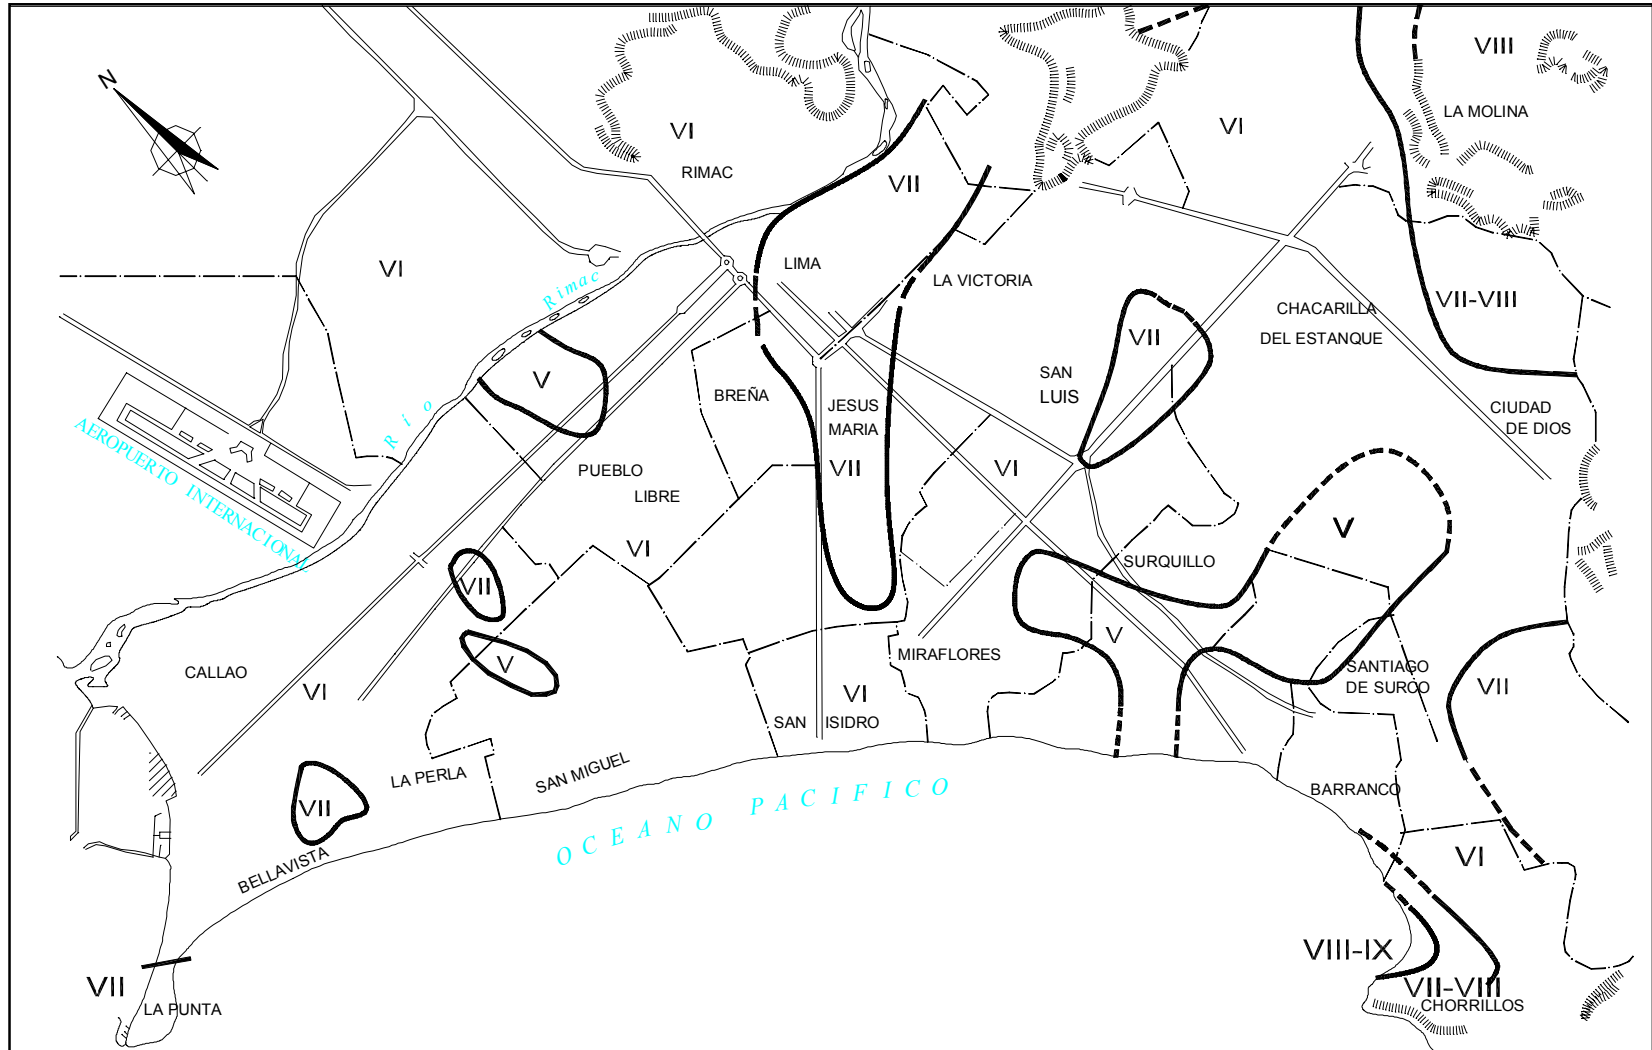 N
VIII
LA MOLINA
VI
VI
RIMAC
VII
VI
LIMA
LA VICTORIA
Rimac
VII-VIII
CHACARILLA
DEL ESTANQUE
VII
V
BREÑA
SAN
LUIS
JESUS
MARIA
CIUDAD
DE DIOS
Rio
AEROPUERTO INTERNACIONAL
PUEBLO
LIBRE
VII
VI
VI
V
VII
SURQUILLO
V
MIRAFLORES
V
CALLAO
VI
SANTIAGO
DE SURCO
VI
VII
SAN ISIDRO
LA PERLA
SAN MIGUEL
BARRANCO
VII
OCEANO PACIFICO
BELLAVISTA
VI
VIII-IX
VII
VII-VIII
LA PUNTA
CHORRILLOS